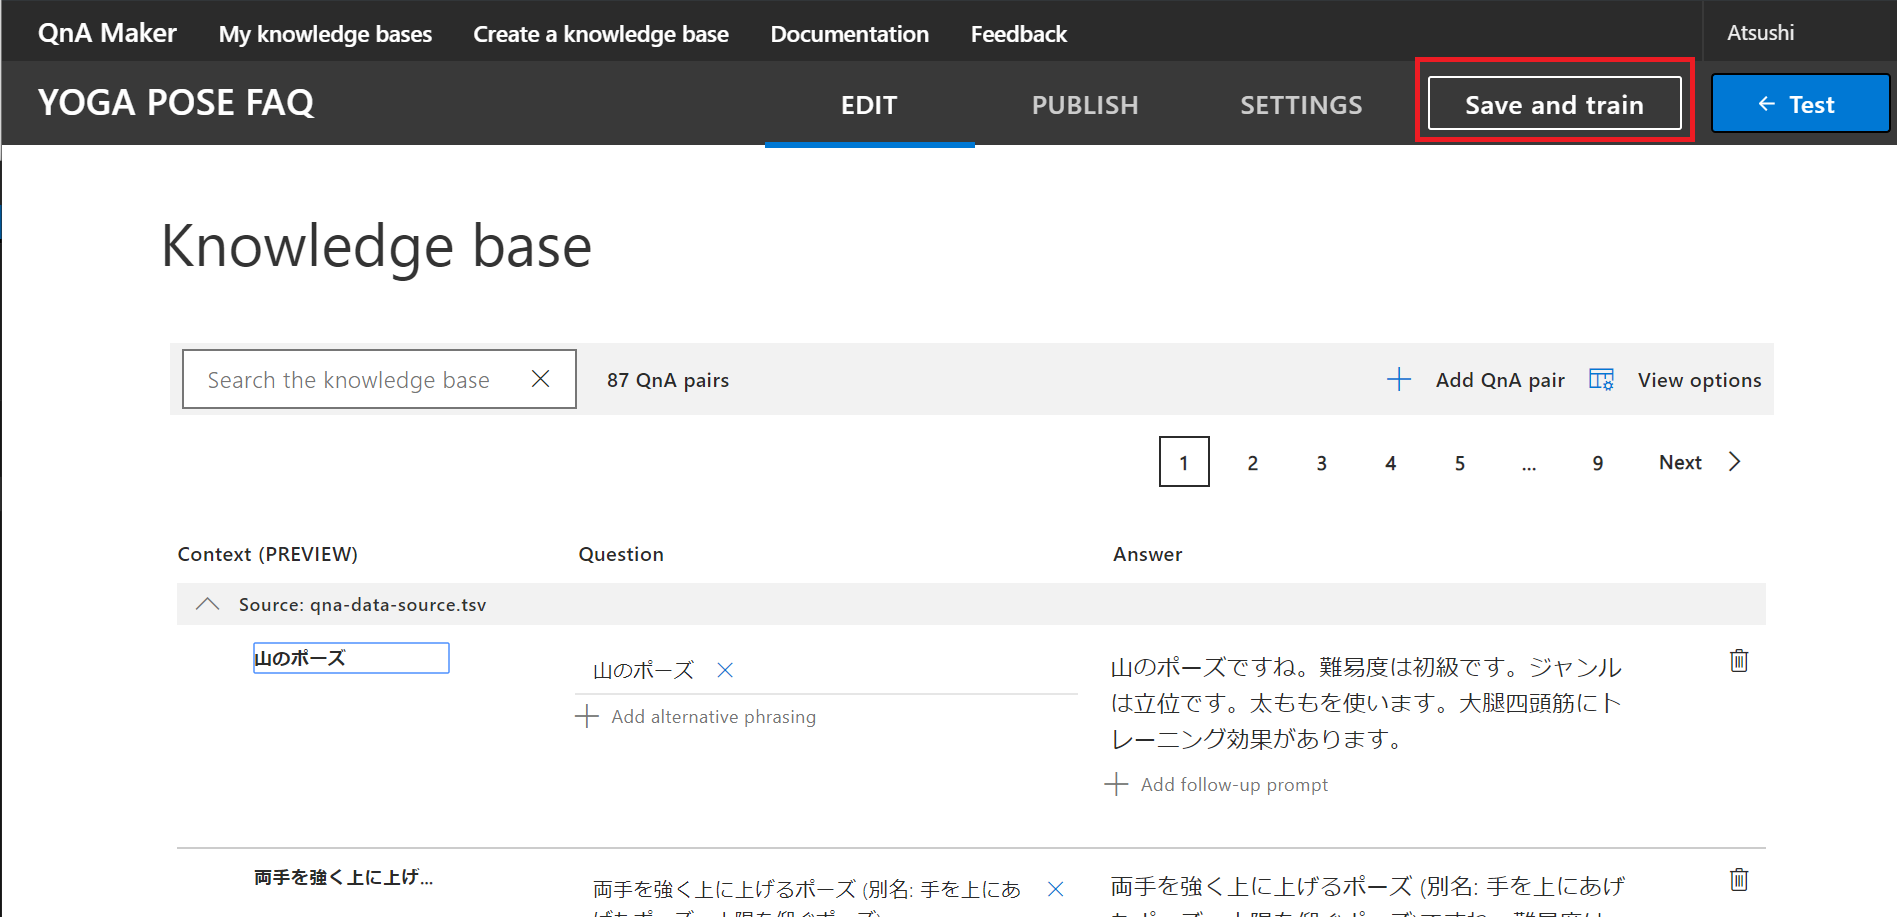 QnA Maker My knowledge bases Create a knowledge base Documentation Feedback Atsushi
YOGA POSE FAQ EDIT PUBLISH SETTINGS Save and train ← Test
Knowledge base
Search the knowledge base 87 QnA pairs Add QnA pair View options
1 2 3 4 5 ... 9 Next
Context (PREVIEW) Question Answer
Source: qna-data-source.tsv
山のポーズ
山のポーズ
Add alternative phrasing
山のポーズですね。難易度は初級です。ジャンル
は立位です。太ももを使います。大腿四頭筋にト
レーニング効果があります。
Add follow-up prompt
両手を強く上に上げ...
両手を強く上に上げるポーズ (別名: 手を上にあ
両手を強く上に上げるポーズ (別名: 手を上にあげ